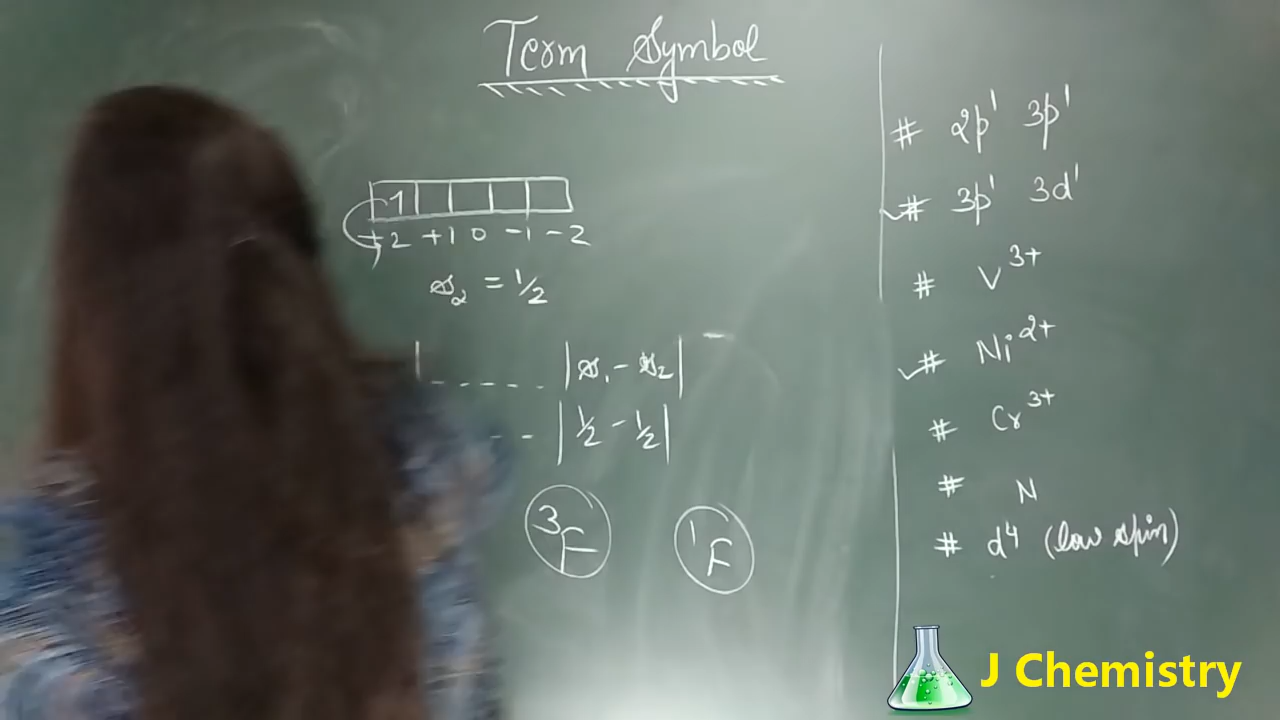 Term Symbol
1
+2 +1 0 -1 -2
s₂ = 1/2
| ----- |s₁ - s₂|
-- |1/2 - 1/2|
³F ¹F
# 2p¹ 3p¹
✓# 3p¹ 3d¹
# V³⁺
✓# Ni²⁺
# Cr³⁺
# N
# d⁴ (low spin)
J Chemistry